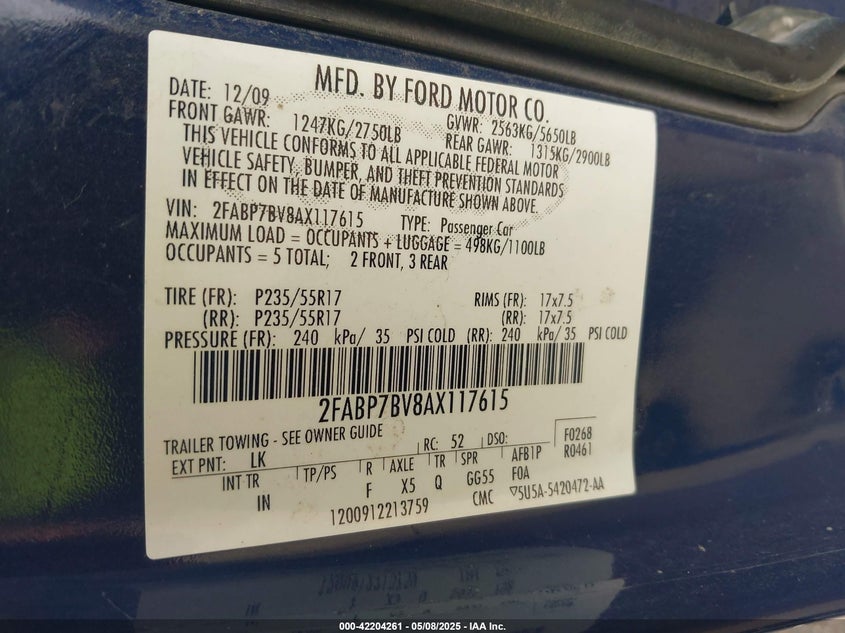 MFD. BY FORD MOTOR CO.
DATE: 12/09 GVWR: 2563KG/5650LB
FRONT GAWR: 1247KG/2750LB REAR GAWR: 1315KG/2900LB
THIS VEHICLE CONFORMS TO ALL APPLICABLE FEDERAL MOTOR
VEHICLE SAFETY, BUMPER, AND THEFT PREVENTION STANDARDS
IN EFFECT ON THE DATE OF MANUFACTURE SHOWN ABOVE.
VIN: 2FABP7BV8AX117615 TYPE: Passenger Car
MAXIMUM LOAD = OCCUPANTS + LUGGAGE = 498KG/1100LB
OCCUPANTS = 5 TOTAL; 2 FRONT, 3 REAR
TIRE (FR): P235/55R17 RIMS (FR): 17x7.5
(RR): P235/55R17 (RR): 17x7.5
PRESSURE (FR): 240 kPa/ 35 PSI COLD (RR): 240 kPa/ 35 PSI COLD
2FABP7BV8AX117615
TRAILER TOWING - SEE OWNER GUIDE F0268
EXT PNT: LK RC: 52 DSO: R0461
INT TR TP/PS R AXLE TR SPR AFB1P
IN F X5 Q GG55 FOA
1200912213759 CMC ▽5U5A-5420472-AA
000-42204261 - 05/08/2025 - IAA Inc.